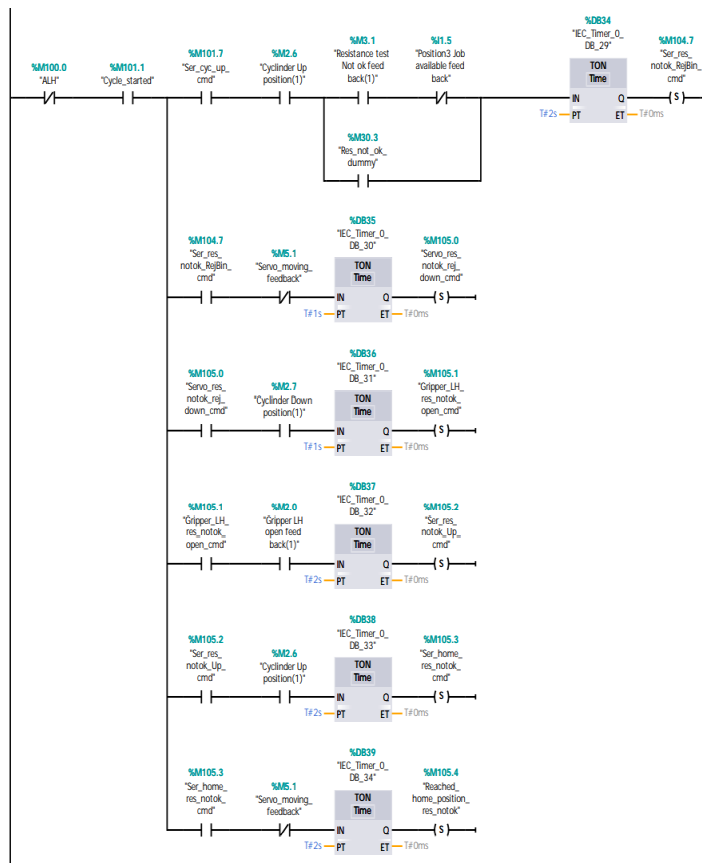 %DB34
"IEC_Timer_0_
DB_29"
%M100.0
"ALH"
%M101.1
"Cycle_started"
%M101.7
"Ser_cyc_up_
cmd"
%M2.6
"Cyclinder Up
position(1)"
%M3.1
"Resistance test
Not ok feed
back(1)"
%I1.5
"Position3 Job
available feed
back"
TON
Time
%M104.7
"Ser_res_
notok_RejBin_
cmd"
IN
Q
S
T#2s
PT
ET
T#0ms
%M30.3
"Res_not_ok_
dummy"
%DB35
"IEC_Timer_0_
DB_30"
%M104.7
"Ser_res_
notok_RejBin_
cmd"
%M5.1
"Servo_moving_
feedback"
TON
Time
%M105.0
"Servo_res_
notok_rej_
down_cmd"
IN
Q
S
T#1s
PT
ET
T#0ms
%DB36
"IEC_Timer_0_
DB_31"
%M105.0
"Servo_res_
notok_rej_
down_cmd"
%M2.7
"Cyclinder Down
position(1)"
TON
Time
%M105.1
"Gripper_LH_
res_notok_
open_cmd"
IN
Q
S
T#1s
PT
ET
T#0ms
%DB37
"IEC_Timer_0_
DB_32"
%M105.1
"Gripper_LH_
res_notok_
open_cmd"
%M2.0
"Gripper LH
open feed
back(1)"
TON
Time
%M105.2
"Ser_res_
notok_Up_
cmd"
IN
Q
S
T#2s
PT
ET
T#0ms
%DB38
"IEC_Timer_0_
DB_33"
%M105.2
"Ser_res_
notok_Up_
cmd"
%M2.6
"Cyclinder Up
position(1)"
TON
Time
%M105.3
"Ser_home_
res_notok_
cmd"
IN
Q
S
T#2s
PT
ET
T#0ms
%DB39
"IEC_Timer_0_
DB_34"
%M105.3
"Ser_home_
res_notok_
cmd"
%M5.1
"Servo_moving_
feedback"
TON
Time
%M105.4
"Reached_
home_position_
res_notok"
IN
Q
S
T#2s
PT
ET
T#0ms